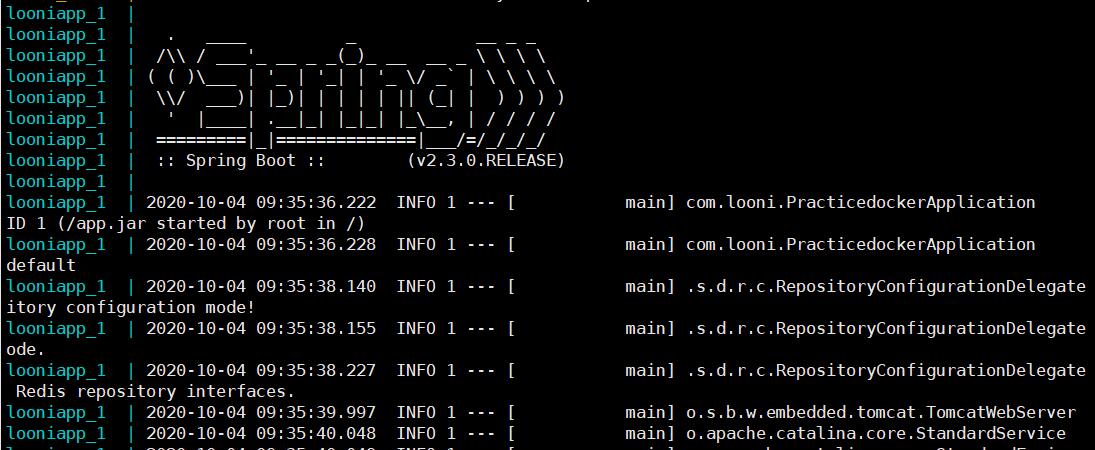 looniapp_1  |
looniapp_1  |   .   ____          _            __ _ _
looniapp_1  |  /\\ / ___'_ __ _ _(_)_ __  __ _ \ \ \ \
looniapp_1  | ( ( )\___ | '_ | '_| | '_ \/ _` | \ \ \ \
looniapp_1  |  \\/  ___)| |_)| | | | | || (_| |  ) ) ) )
looniapp_1  |   '  |____| .__|_| |_|_| |_\__, | / / / /
looniapp_1  |  =========|_|==============|___/=/_/_/_/
looniapp_1  |  :: Spring Boot ::        (v2.3.0.RELEASE)
looniapp_1  |
looniapp_1  | 2020-10-04 09:35:36.222  INFO 1 --- [           main] com.looni.PracticedockerApplication
ID 1 (/app.jar started by root in /)
looniapp_1  | 2020-10-04 09:35:36.228  INFO 1 --- [           main] com.looni.PracticedockerApplication
default
looniapp_1  | 2020-10-04 09:35:38.140  INFO 1 --- [           main] .s.d.r.c.RepositoryConfigurationDelegate
itory configuration mode!
looniapp_1  | 2020-10-04 09:35:38.155  INFO 1 --- [           main] .s.d.r.c.RepositoryConfigurationDelegate
ode.
looniapp_1  | 2020-10-04 09:35:38.227  INFO 1 --- [           main] .s.d.r.c.RepositoryConfigurationDelegate
 Redis repository interfaces.
looniapp_1  | 2020-10-04 09:35:39.997  INFO 1 --- [           main] o.s.b.w.embedded.tomcat.TomcatWebServer
looniapp_1  | 2020-10-04 09:35:40.048  INFO 1 --- [           main] o.apache.catalina.core.StandardService